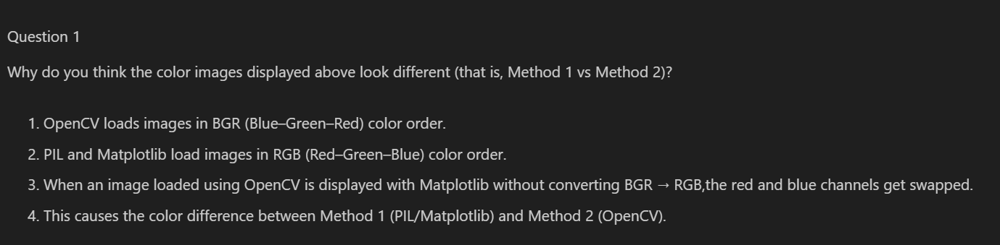 Question 1
Why do you think the color images displayed above look different (that is, Method 1 vs Method 2)?
1. OpenCV loads images in BGR (Blue–Green–Red) color order.
2. PIL and Matplotlib load images in RGB (Red–Green–Blue) color order.
3. When an image loaded using OpenCV is displayed with Matplotlib without converting BGR → RGB,the red and blue channels get swapped.
4. This causes the color difference between Method 1 (PIL/Matplotlib) and Method 2 (OpenCV).